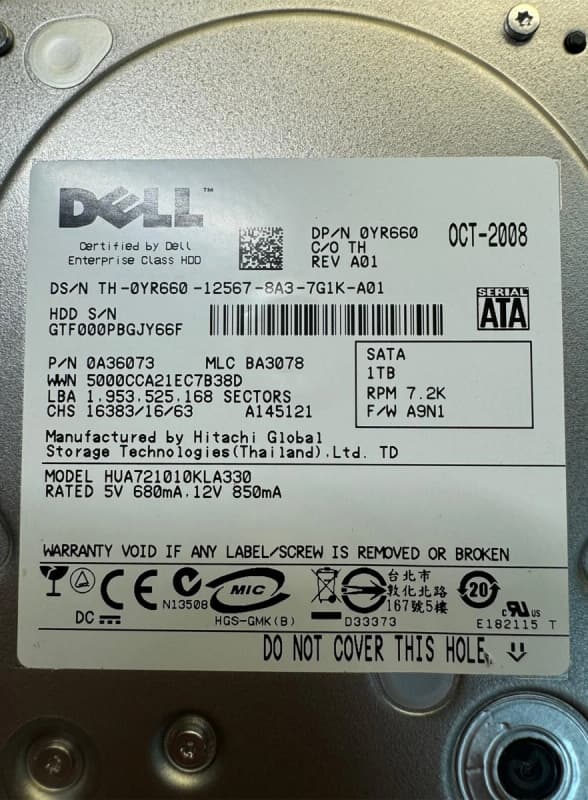 DELL™
Certified by Dell
Enterprise Class HDD
DP/N 0YR660
C/O TH
REV A01
OCT-2008
DS/N TH-0YR660-12567-8A3-7G1K-A01
HDD S/N
GTF000PBGJY66F
SERIAL
ATA
P/N 0A36073 MLC BA3078
WWN 5000CCA21EC7B38D
LBA 1,953,525,168 SECTORS
CHS 16383/16/63 A145121
SATA
1TB
RPM 7.2K
F/W A9N1
Manufactured by Hitachi Global
Storage Technologies(Thailand),Ltd. TD
MODEL HUA721010KLA330
RATED 5V 680mA,12V 850mA
WARRANTY VOID IF ANY LABEL/SCREW IS REMOVED OR BROKEN
CE
N13508
MIC
HGS-GMK(B)
台北市
敦化北路
167號5樓
D33373
20
c UR US
E182115 T
DC
DO NOT COVER THIS HOLE